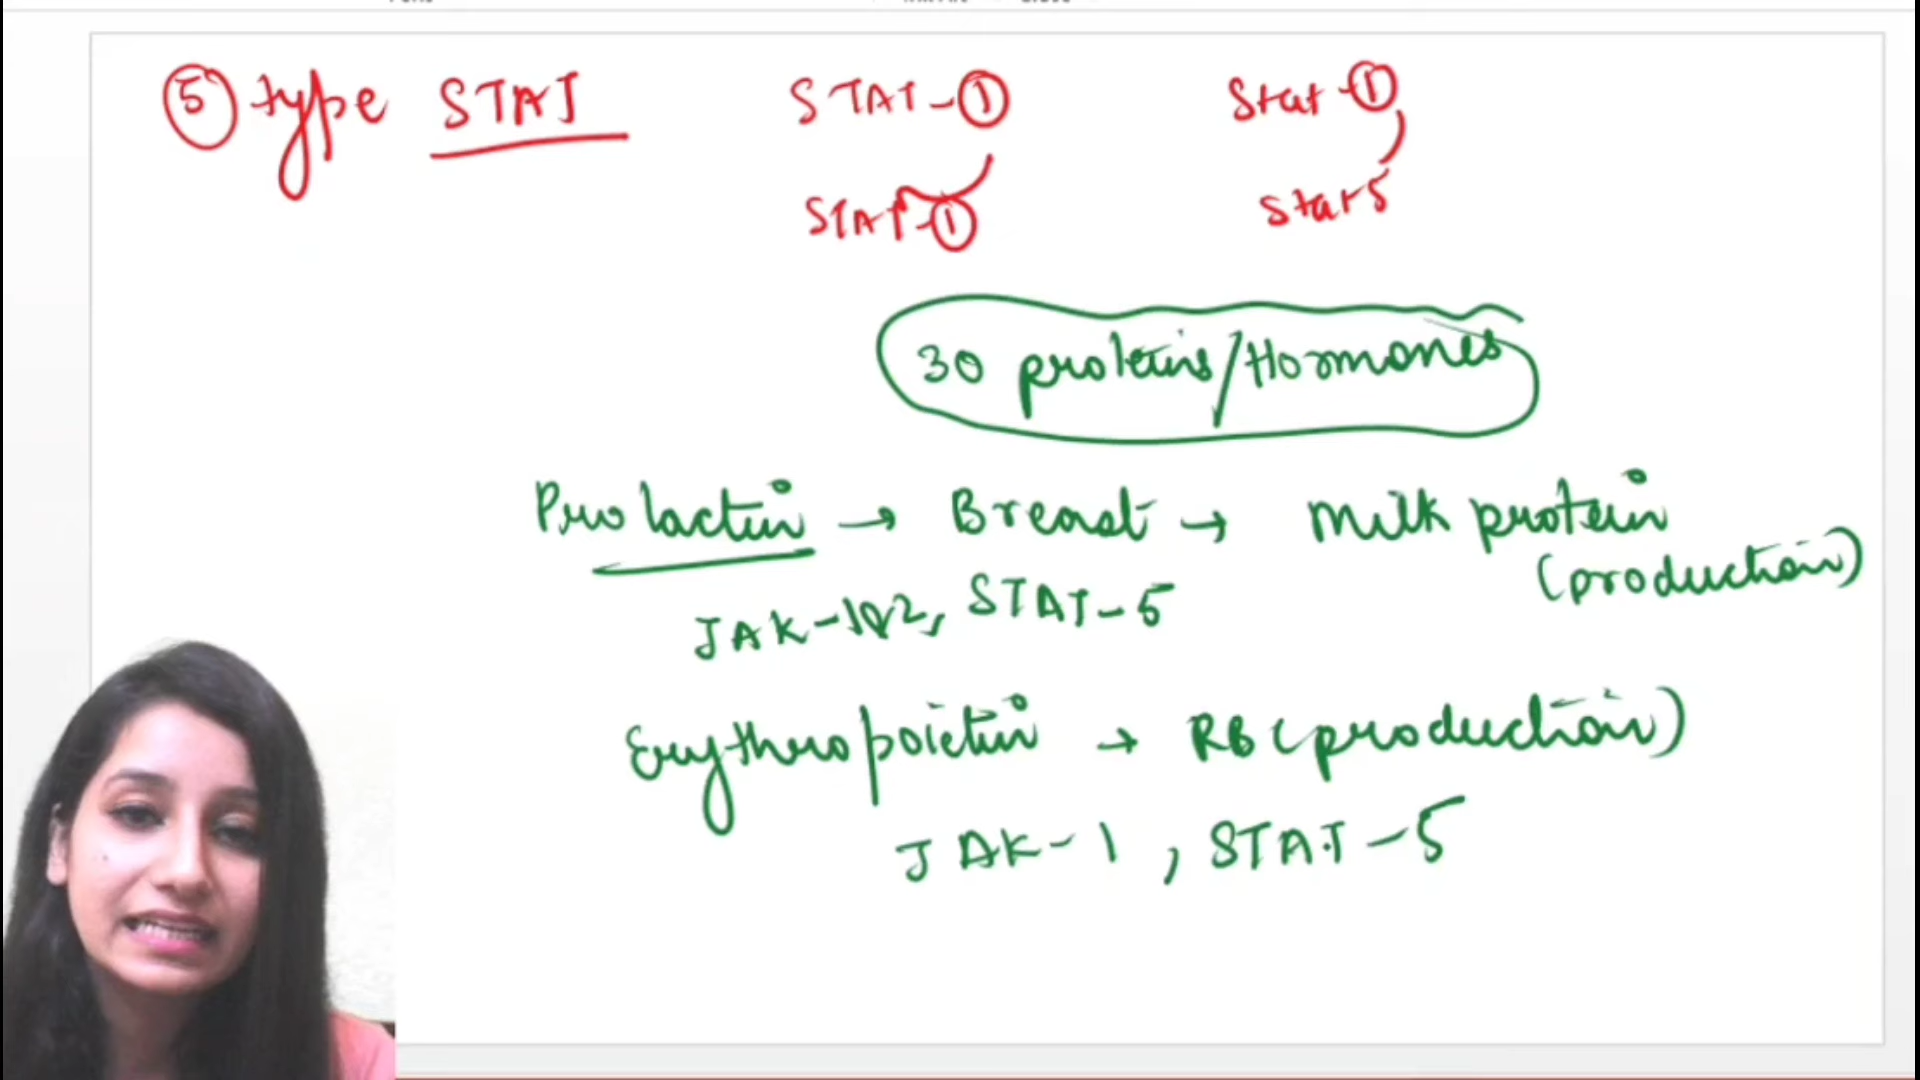 5 type STAT
STAT-1
STAT-1
Stat-1
Stat5
30 proteins/Hormones
Prolactin → Breast → Milk protein
(production)
JAK-1&2, STAT-5
Erythropoietin → RBC (production)
JAK-1, STAT-5